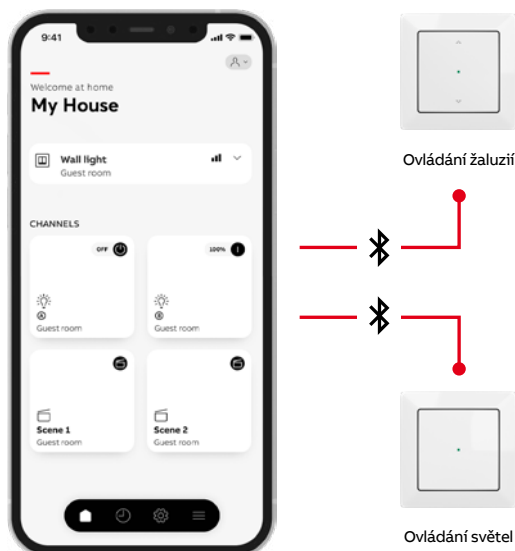 9:41
Welcome at home
My House
Wall light
Guest room
CHANNELS
OFF
100%
A
Guest room
B
Guest room
Scene 1
Guest room
Scene 2
Guest room
Ovládání žaluzií
Ovládání světel